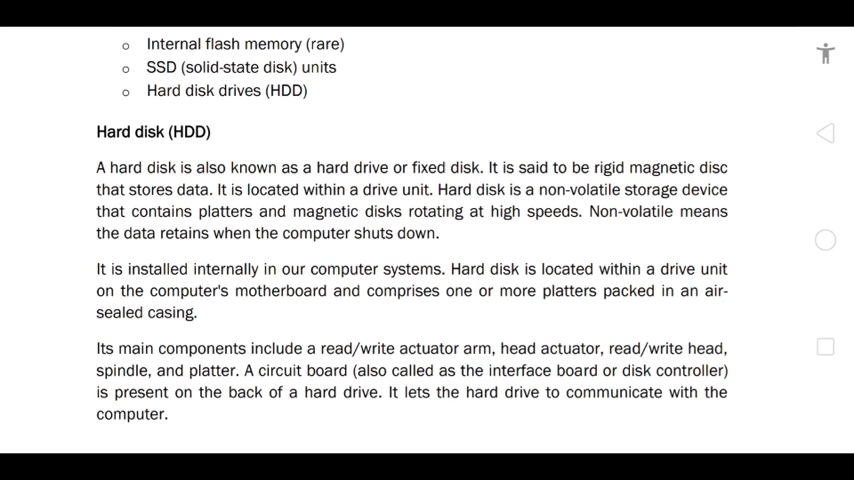 Internal flash memory (rare)
SSD (solid-state disk) units
Hard disk drives (HDD)
Hard disk (HDD)
A hard disk is also known as a hard drive or fixed disk. It is said to be rigid magnetic disc
that stores data. It is located within a drive unit. Hard disk is a non-volatile storage device
that contains platters and magnetic disks rotating at high speeds. Non-volatile means
the data retains when the computer shuts down.
It is installed internally in our computer systems. Hard disk is located within a drive unit
on the computer's motherboard and comprises one or more platters packed in an air-
sealed casing.
Its main components include a read/write actuator arm, head actuator, read/write head,
spindle, and platter. A circuit board (also called as the interface board or disk controller)
is present on the back of a hard drive. It lets the hard drive to communicate with the
computer.